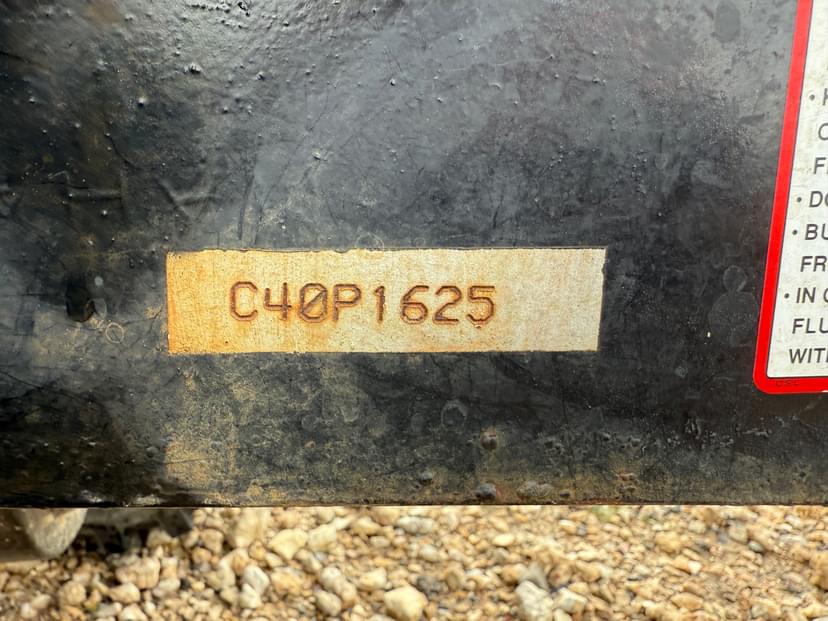 C40P1625
· DO
· BU
FR
· IN
FLU
WIT